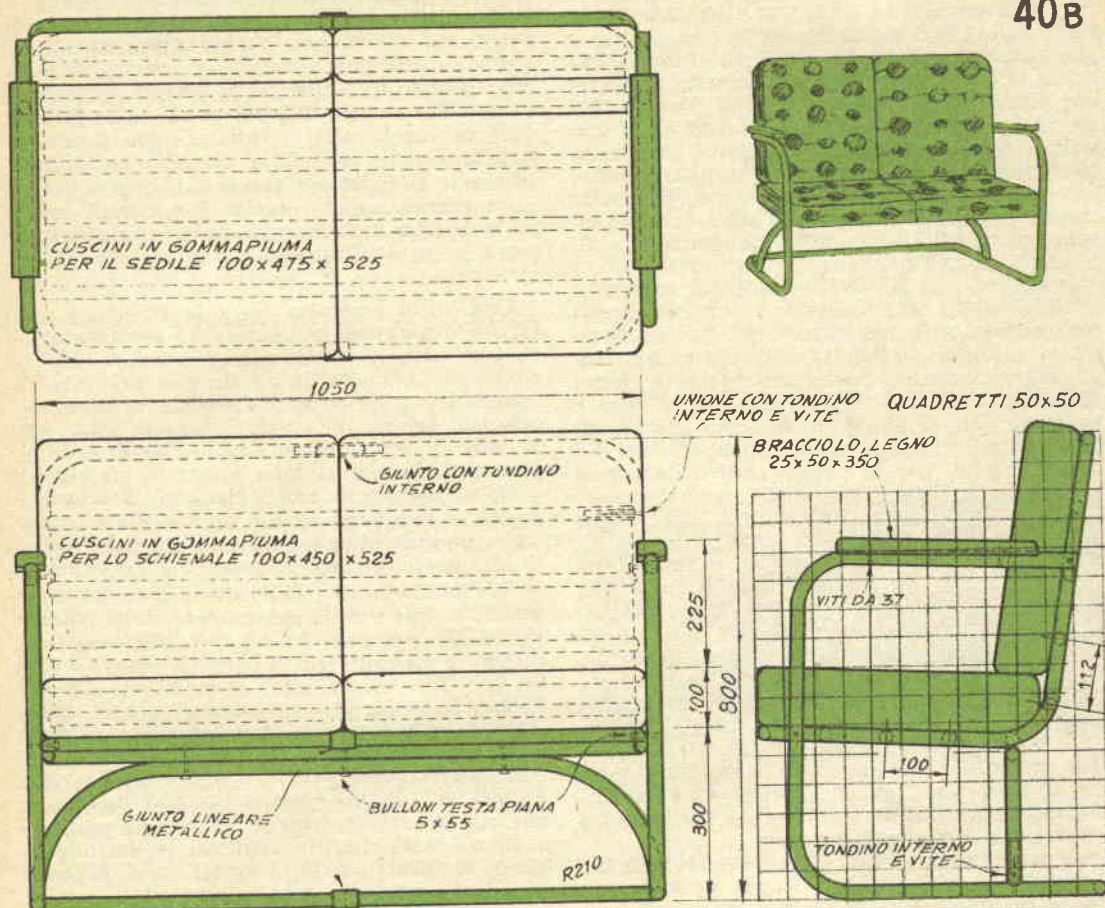 40B
CUSCINI IN GOMMAPIUMA
PER IL SEDILE 100x475x 525
1050
UNIONE CON TONDINO
INTERNO E VITE
QUADRETTI 50x50
BRACCIOLO, LEGNO
25x50x350
GIUNTO CON TONDINO
INTERNO
CUSCINI IN GOMMAPIUMA
PER LO SCHIENALE 100x450 x525
VITI DA 37
225
100
800
112
100
300
GIUNTO LINEARE
METALLICO
BULLONI TESTA PIANA
5x55
R210
TONDINO INTERNO
E VITE